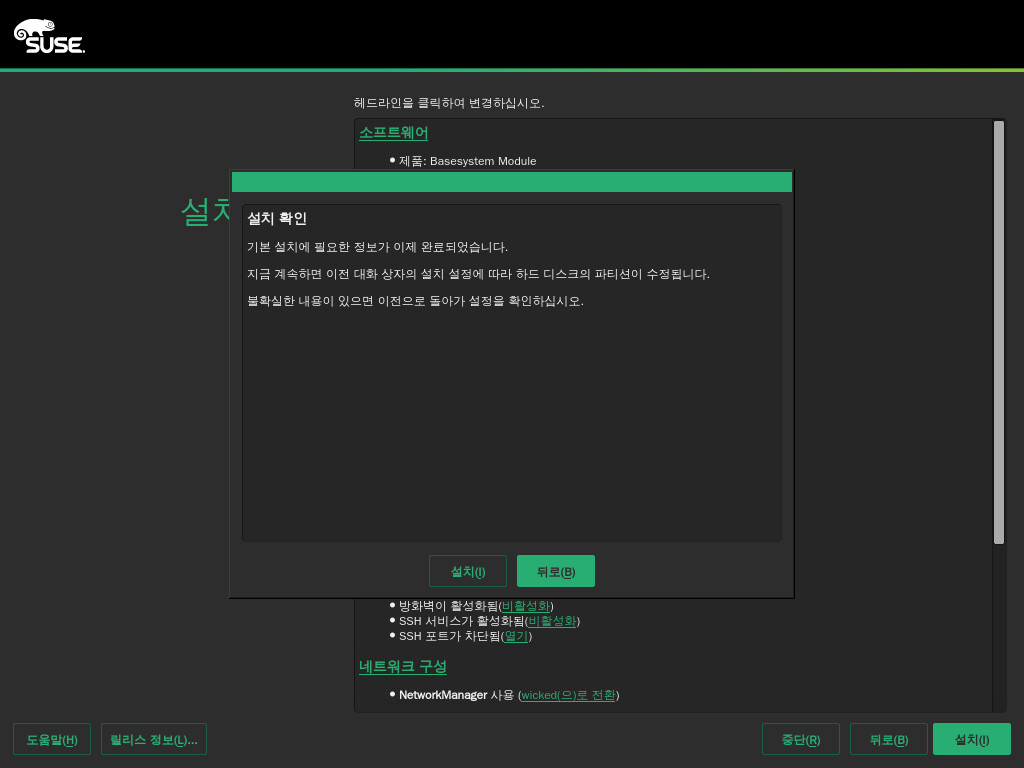 SUSE
헤드라인을 클릭하여 변경하십시오.
소프트웨어
• 제품: Basesystem Module
설치
설치 확인
기본 설치에 필요한 정보가 이제 완료되었습니다.
지금 계속하면 이전 대화 상자의 설치 설정에 따라 하드 디스크의 파티션이 수정됩니다.
불확실한 내용이 있으면 이전으로 돌아가 설정을 확인하십시오.
설치(I) 뒤로(B)
• 방화벽이 활성화됨(비활성화)
• SSH 서비스가 활성화됨(비활성화)
• SSH 포트가 차단됨(열기)
네트워크 구성
• NetworkManager 사용 (wicked(으)로 전환)
도움말(H) 릴리스 정보(L)... 중단(R) 뒤로(B) 설치(I)